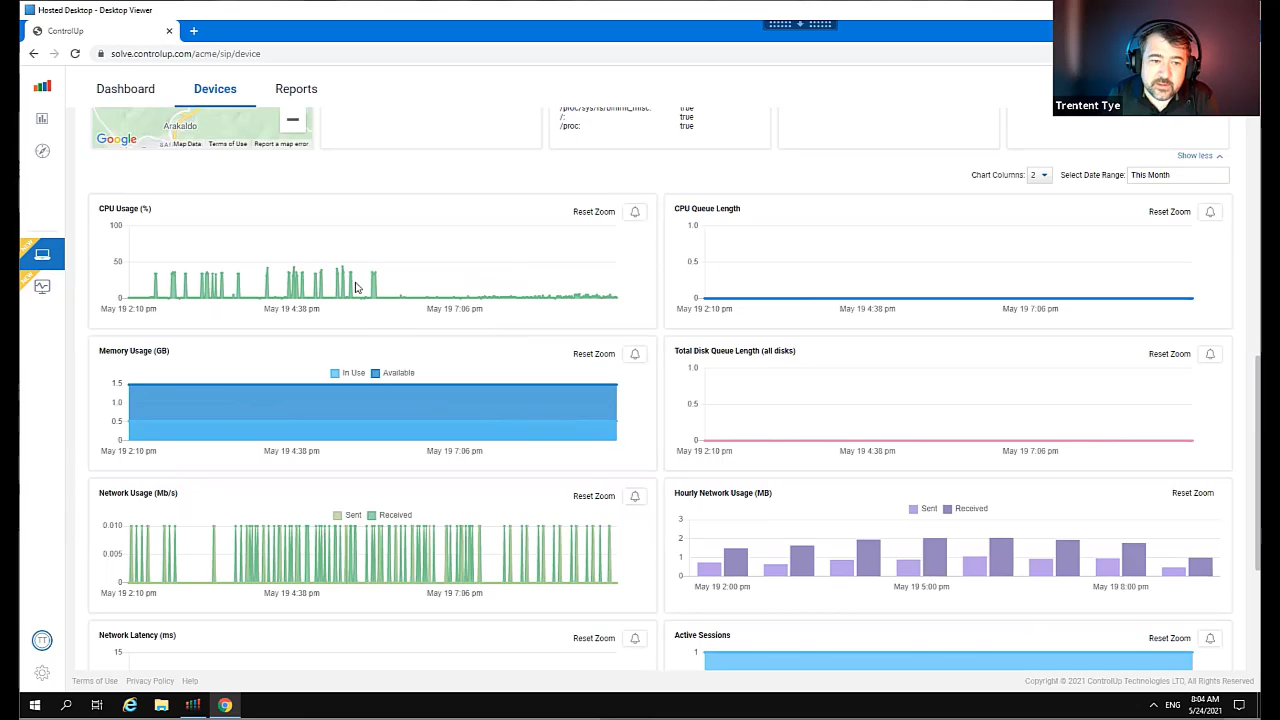 Hosted Desktop - Desktop Viewer
ControlUp
solve.controlup.com/acme/sip/device
Trentent Tye
Dashboard
Devices
Reports
Arakaldo
Google
Map Data
Terms of Use
Report a map error
true
/:
true
/proc:
true
Show less
Chart Columns:
2
Select Date Range:
This Month
CPU Usage (%)
Reset Zoom
100
50
0
May 19 2:10 pm
May 19 4:38 pm
May 19 7:06 pm
CPU Queue Length
Reset Zoom
1.0
0.5
0
May 19 2:10 pm
May 19 4:38 pm
May 19 7:06 pm
Memory Usage (GB)
Reset Zoom
In Use
Available
1.5
1.0
0.5
0
May 19 2:10 pm
May 19 4:38 pm
May 19 7:06 pm
Total Disk Queue Length (all disks)
Reset Zoom
1.0
0.5
0
May 19 2:10 pm
May 19 4:38 pm
May 19 7:06 pm
Network Usage (Mb/s)
Reset Zoom
Sent
Received
0.010
0.005
0
May 19 2:10 pm
May 19 4:38 pm
May 19 7:06 pm
Hourly Network Usage (MB)
Reset Zoom
Sent
Received
3
2
1
0
May 19 2:00 pm
May 19 5:00 pm
May 19 8:00 pm
Network Latency (ms)
Reset Zoom
15
Active Sessions
Reset Zoom
1
TT
Terms of Use
Privacy Policy
Help
Copyright © 2021 ControlUp Technologies LTD, All Rights Reserved
ENG
8:04 AM
5/24/2021